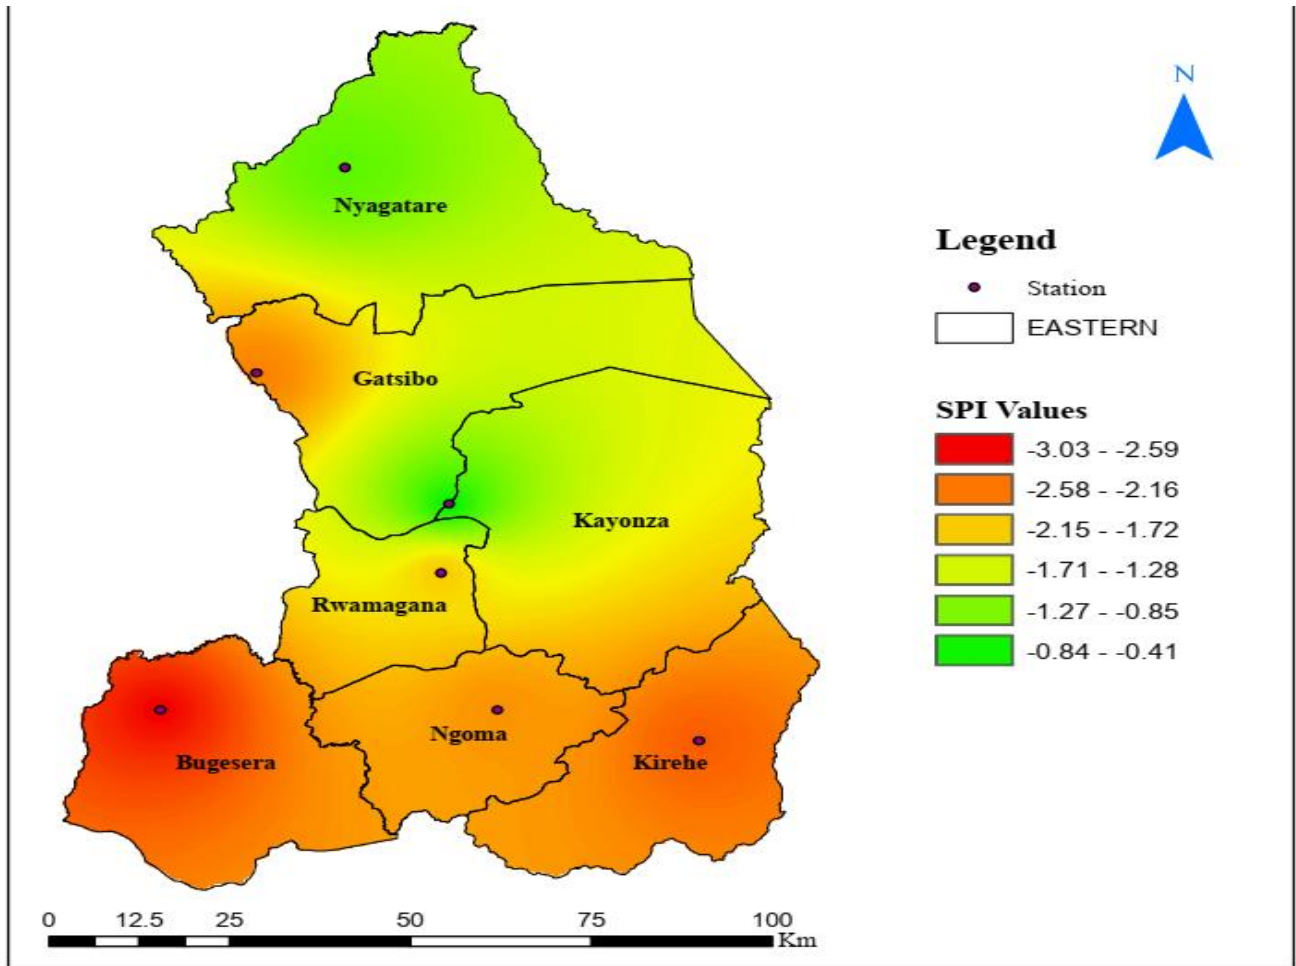 N
Nyagatare
Gatsibo
Kayonza
Rwamagana
Ngoma
Bugesera
Kirehe
Legend
Station
EASTERN
SPI Values
-3.03 - -2.59
-2.58 - -2.16
-2.15 - -1.72
-1.71 - -1.28
-1.27 - -0.85
-0.84 - -0.41
0 12.5 25 50 75 100
Km